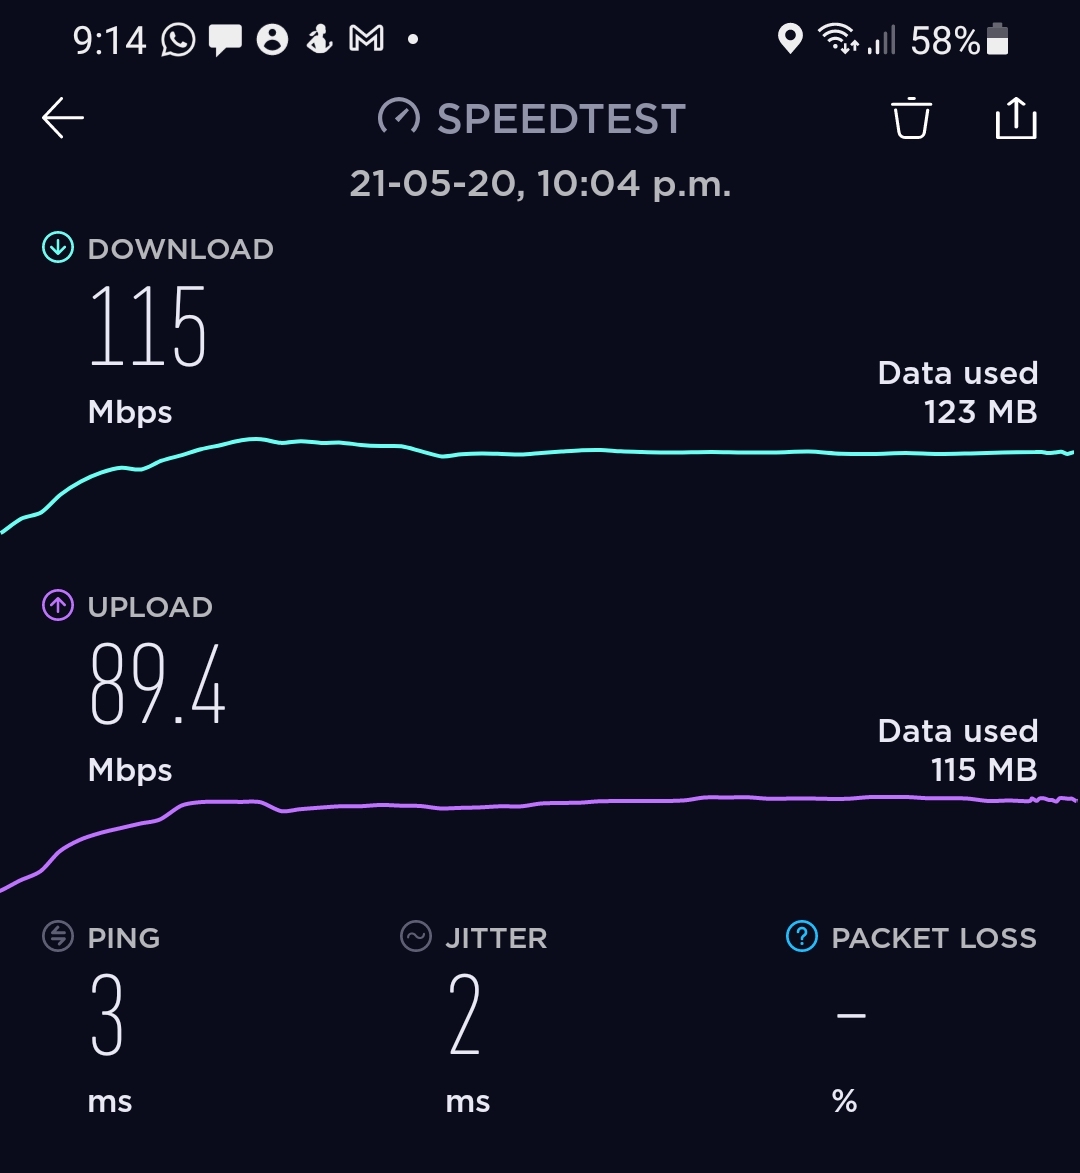 9:14 58%
SPEEDTEST
21-05-20, 10:04 p.m.
DOWNLOAD
115
Mbps
Data used
123 MB
UPLOAD
89.4
Mbps
Data used
115 MB
PING JITTER ? PACKET LOSS
3 2 –
ms ms %